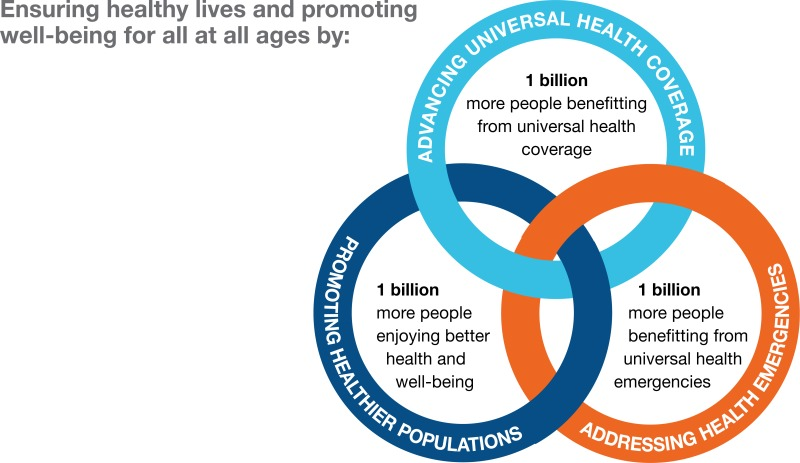 Ensuring healthy lives and promoting
well-being for all at all ages by:
ADVANCING UNIVERSAL HEALTH COVERAGE
1 billion
more people benefitting
from universal health
coverage
PROMOTING HEALTHIER POPULATIONS
1 billion
more people
enjoying better
health and
well-being
ADDRESSING HEALTH EMERGENCIES
1 billion
more people
benefitting from
universal health
emergencies